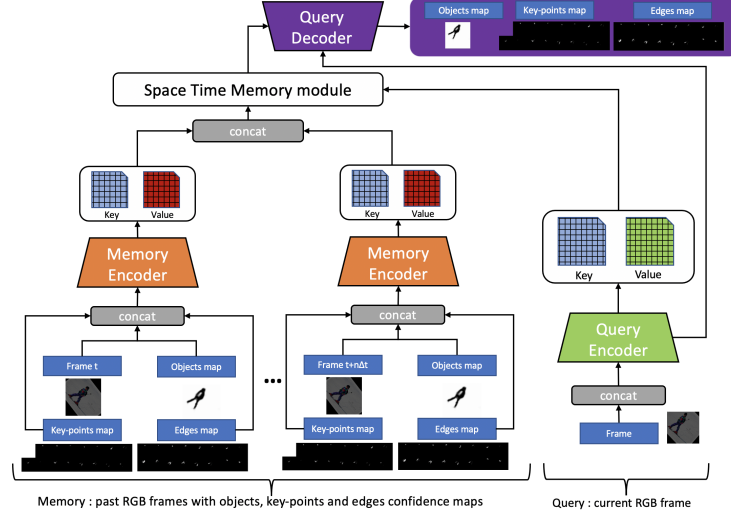 Query
Decoder
Objects map
Key-points map
Edges map
Space Time Memory module
concat
Key
Value
Key
Value
Key
Value
Memory
Encoder
Memory
Encoder
Query
Encoder
concat
concat
concat
Frame t
Objects map
Frame t+nΔt
Objects map
...
Key-points map
Edges map
Key-points map
Edges map
Frame
Memory : past RGB frames with objects, key-points and edges confidence maps
Query : current RGB frame